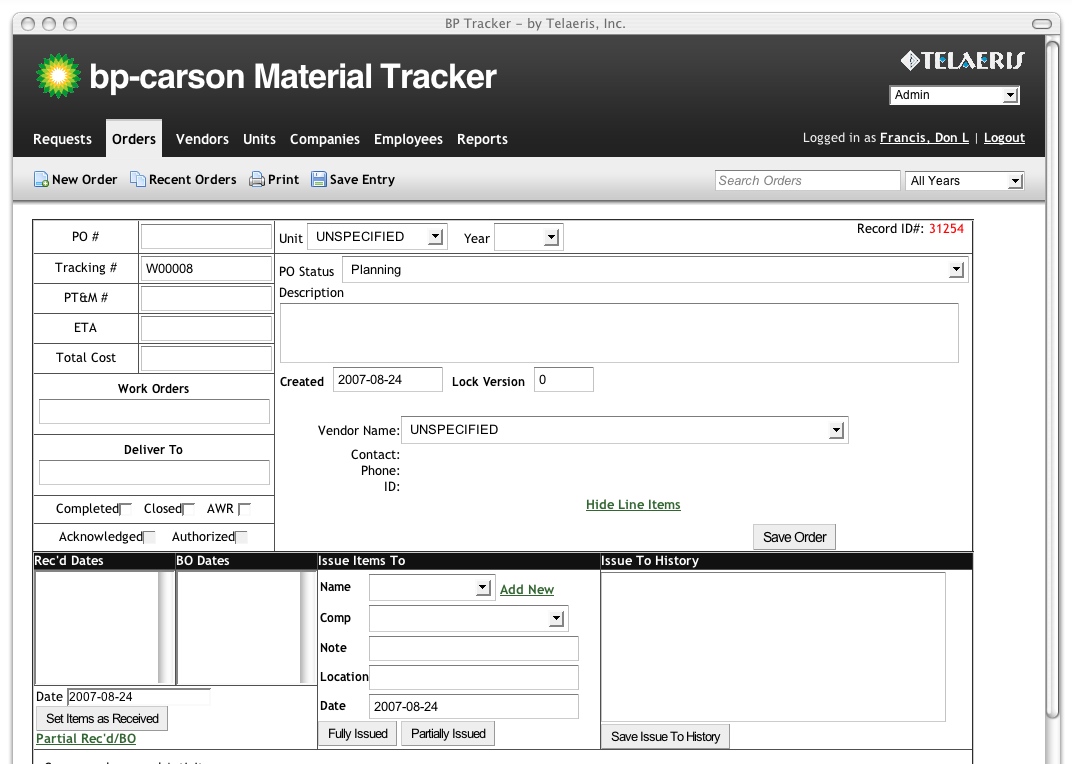 BP Tracker – by Telaeris, Inc.
TELAERIS
bp-carson Material Tracker
Admin
Requests Orders Vendors Units Companies Employees Reports
Logged in as Francis, Don L | Logout
New Order Recent Orders Print Save Entry
Search Orders All Years
PO # Unit UNSPECIFIED Year Record ID#: 31254
Tracking # W00008 PO Status Planning
PT&M # Description
ETA
Total Cost
Created 2007-08-24 Lock Version 0
Work Orders
Vendor Name: UNSPECIFIED
Deliver To
Contact:
Phone:
ID:
Hide Line Items
Completed Closed AWR
Acknowledged Authorized Save Order
Rec'd Dates BO Dates Issue Items To Issue To History
Name Add New
Comp
Note
Location
Date 2007-08-24
Date 2007-08-24
Set Items as Received Fully Issued Partially Issued Save Issue To History
Partial Rec'd/BO